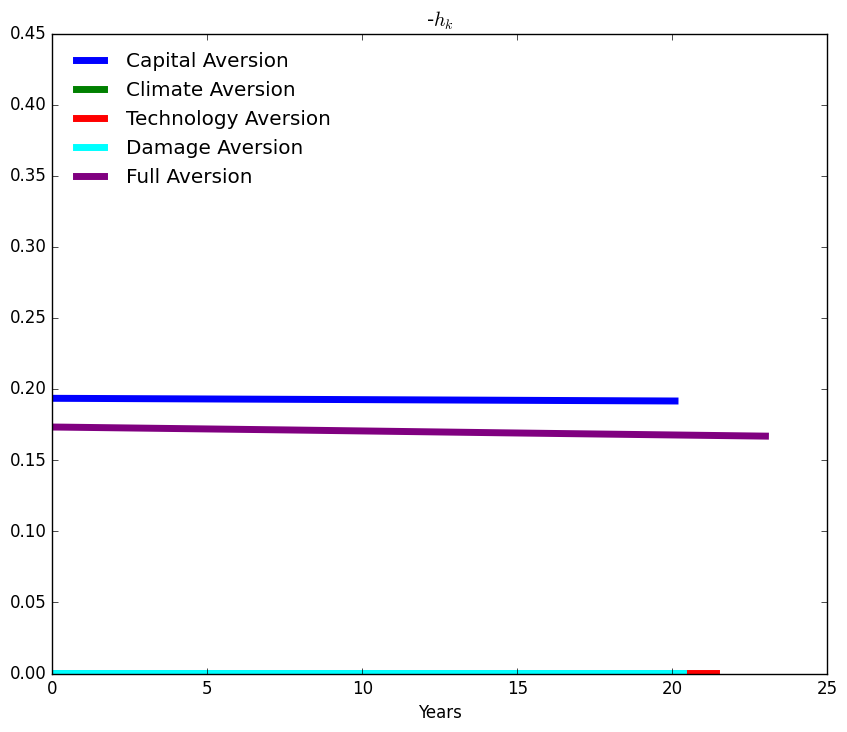 -h_k
0.45
Capital Aversion
Climate Aversion
0.40
Technology Aversion
Damage Aversion
0.35
Full Aversion
0.30
0.25
0.20
0.15
0.10
0.05
0.00
0 5 10 15 20 25
Years